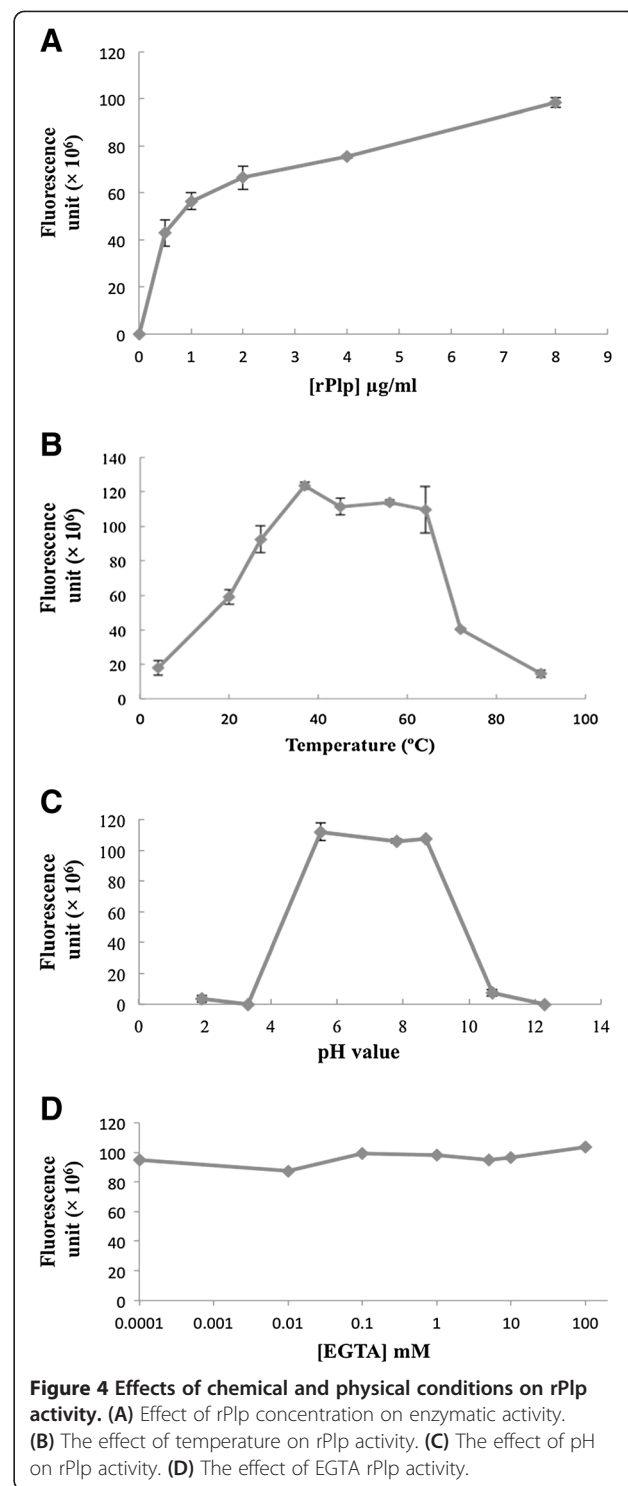 A
Fluorescence
unit (× 10⁶)
120
100
80
60
40
20
0
0 1 2 3 4 5 6 7 8 9
[rPlp] µg/ml
B
Fluorescence
unit (× 10⁶)
140
120
100
80
60
40
20
0
0 20 40 60 80 100
Temperature (ºC)
C
Fluorescence
unit (× 10⁶)
120
100
80
60
40
20
0
0 2 4 6 8 10 12 14
pH value
D
Fluorescence
unit (× 10⁶)
120
100
80
60
40
20
0
0.0001 0.001 0.01 0.1 1 10 100
[EGTA] mM
Figure 4 Effects of chemical and physical conditions on rPlp
activity. (A) Effect of rPlp concentration on enzymatic activity.
(B) The effect of temperature on rPlp activity. (C) The effect of pH
on rPlp activity. (D) The effect of EGTA rPlp activity.